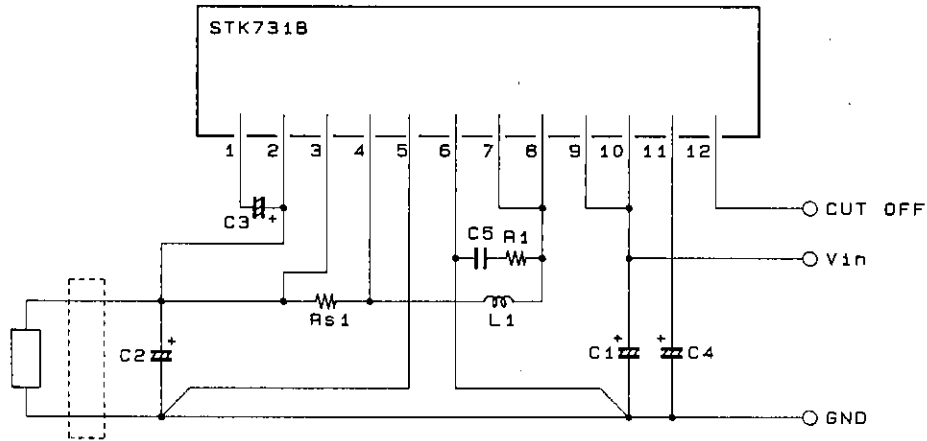 STK731B
1 2 3 4 5 6 7 8 9 10 11 12
C3 +
CUT OFF
C5 R1
Vin
Rs1
L1
C2 +
C1 +
C4 +
GND